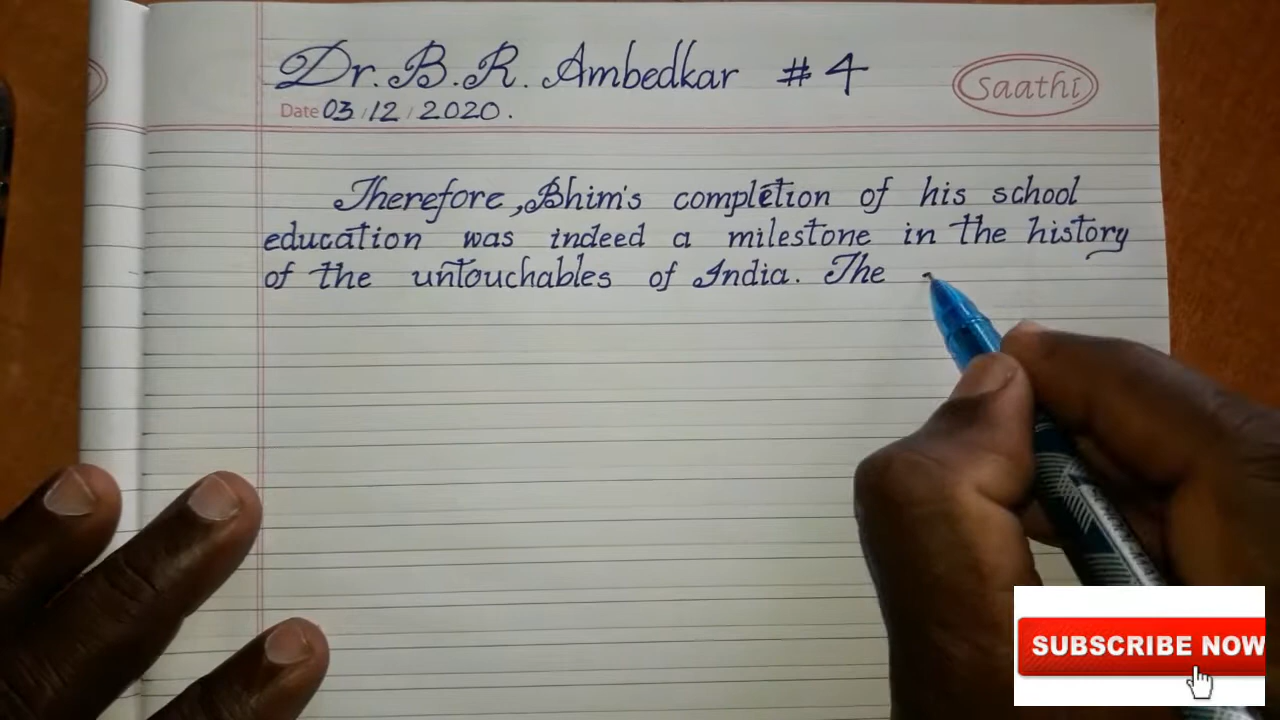 Dr. B. R. Ambedkar # 4
Saathi
Date 03/12/2020.
Therefore, Bhim's completion of his school
education was indeed a milestone in the history
of the untouchables of India. The
SUBSCRIBE NOW